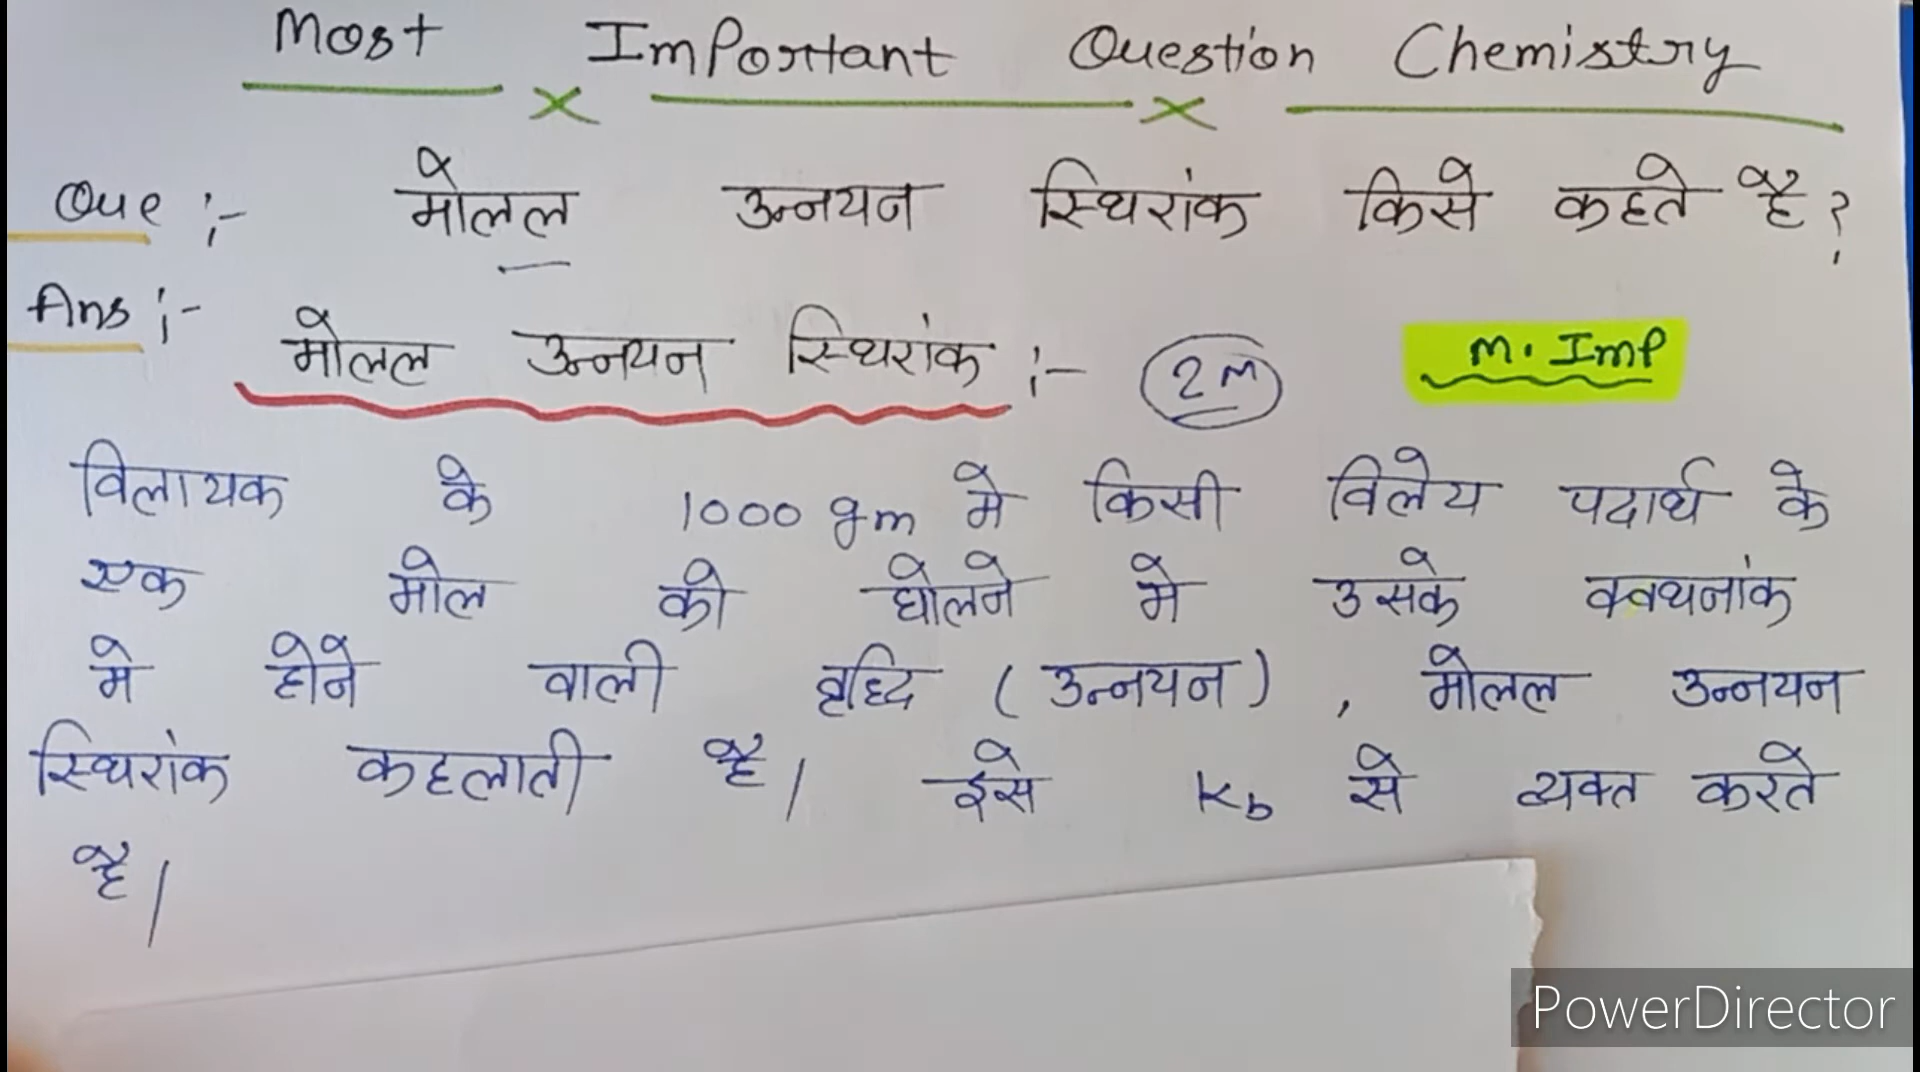 Most Important Question Chemistry
Que :- मोलल उन्नयन स्थिरांक किसे कहते है?
Ans :-
मोलल उन्नयन स्थिरांक :- 2M M. Imp
विलायक के 1000 gm मे किसी विलेय पदार्थ के
एक मोल को घोलने मे उसके क्वथनांक
मे होने वाली वृद्धि (उन्नयन), मोलल उन्नयन
स्थिरांक कहलाती है। इसे Kb से व्यक्त करते
है।
PowerDirector